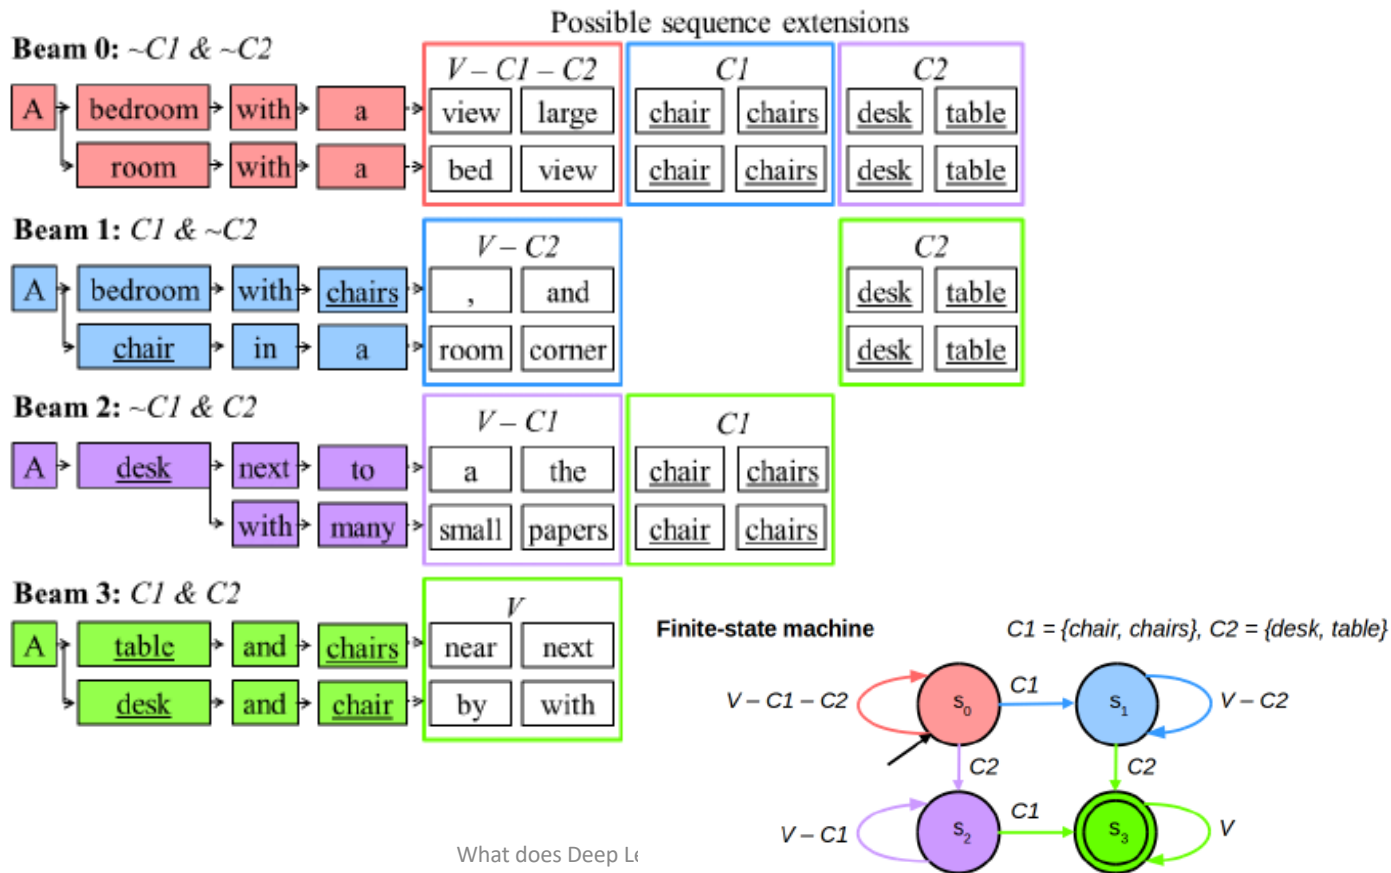 Possible sequence extensions
Beam 0: ~C1 & ~C2
V – C1 – C2 C1 C2
A bedroom with a view large chair chairs desk table
room with a bed view chair chairs desk table
Beam 1: C1 & ~C2
V – C2 C2
A bedroom with chairs , and desk table
chair in a room corner desk table
Beam 2: ~C1 & C2
V – C1 C1
A desk next to a the chair chairs
with many small papers chair chairs
Beam 3: C1 & C2
V
A table and chairs near next
desk and chair by with
Finite-state machine C1 = {chair, chairs}, C2 = {desk, table}
V – C1 – C2 s0 C1 s1 V – C2
C2 C2
V – C1 s2 C1 s3 V
What does Deep Le